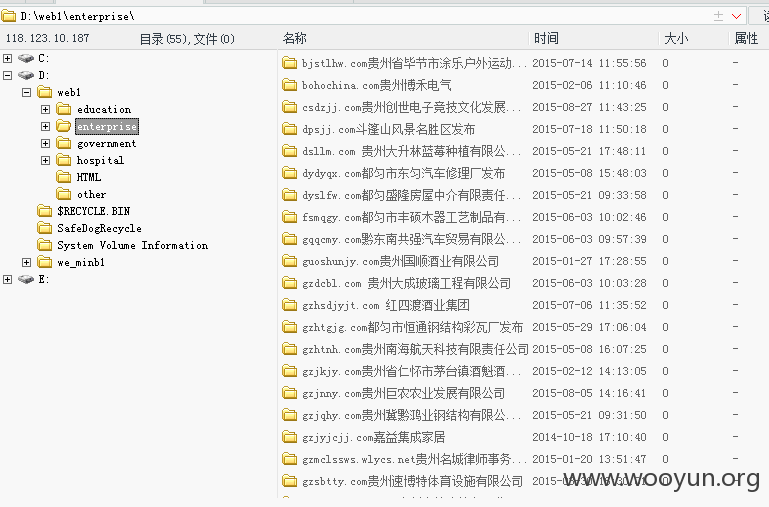 D:\web1\enterprise\
118.123.10.187 目录(55),文件(0)
名称 时间 大小 属性
C:
D:
web1
education
enterprise
government
hospital
HTML
other
$RECYCLE.BIN
SafeDogRecycle
System Volume Information
we_minb1
E:
bjstlhw.com贵州省毕节市涂乐户外运动... 2015-07-14 11:55:56 0 -
bohochina.com贵州博禾电气 2015-02-06 11:10:46 0 -
csdzjj.com贵州创世电子竞技文化发展... 2015-08-27 11:43:25 0 -
dpsjj.com斗篷山风景名胜区发布 2015-07-18 11:50:18 0 -
dsllm.com 贵州大升林蓝莓种植有限公... 2015-05-21 17:48:11 0 -
dydyqx.com都匀市东匀汽车修理厂发布 2015-05-08 15:48:03 0 -
dyslfw.com都匀盛隆房屋中介有限责任... 2015-05-21 09:33:58 0 -
fsmqgy.com都匀市丰硕木器工艺制品有... 2015-06-03 10:02:46 0 -
gqqcmy.com黔东南共强汽车贸易有限公... 2015-06-03 09:57:39 0 -
guoshunjy.com贵州国顺酒业有限公司 2015-01-27 17:28:55 0 -
gzdcbl.com 贵州大成玻璃工程有限公司 2015-06-03 10:03:28 0 -
gzhsdjyjt.com 红四渡酒业集团 2015-07-06 11:35:52 0 -
gzhtgjg.com都匀市恒通钢结构彩瓦厂发布 2015-05-29 17:06:04 0 -
gzhtnh.com贵州南海航天科技有限责任公司 2015-05-08 16:07:25 0 -
gzjkjy.com贵州省仁怀市茅台镇酒魁酒... 2015-02-12 14:13:05 0 -
gzjnny.com贵州巨农农业发展有限公司 2015-08-05 14:16:41 0 -
gzjqhy.com贵州冀黔鸿业钢结构有限公... 2015-05-21 09:31:50 0 -
gzjyjcjj.com嘉益集成家居 2014-10-18 17:10:40 0 -
gzmclssws.wlycs.net贵州名城律师事务... 2015-01-20 13:51:47 0 -
gzsbtty.com贵州速博特体育设施有限公司
www.wooyun.org